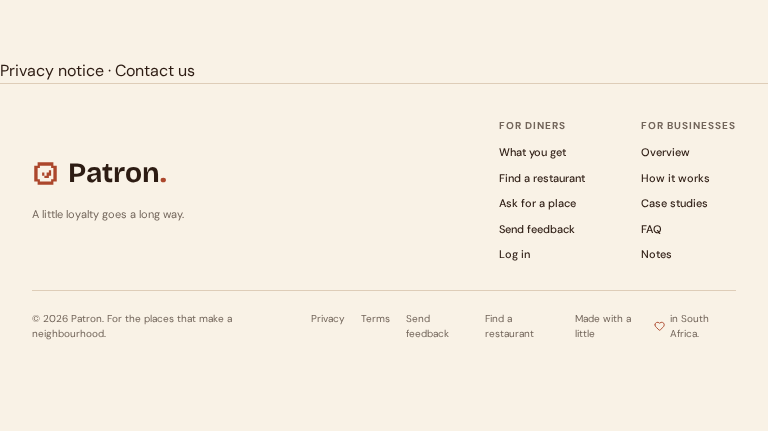 Privacy notice · Contact us
Patron.
A little loyalty goes a long way.
FOR DINERS
What you get
Find a restaurant
Ask for a place
Send feedback
Log in
FOR BUSINESSES
Overview
How it works
Case studies
FAQ
Notes
© 2026 Patron. For the places that make a
neighbourhood.
Privacy
Terms
Send
feedback
Find a
restaurant
Made with a
little
in South
Africa.